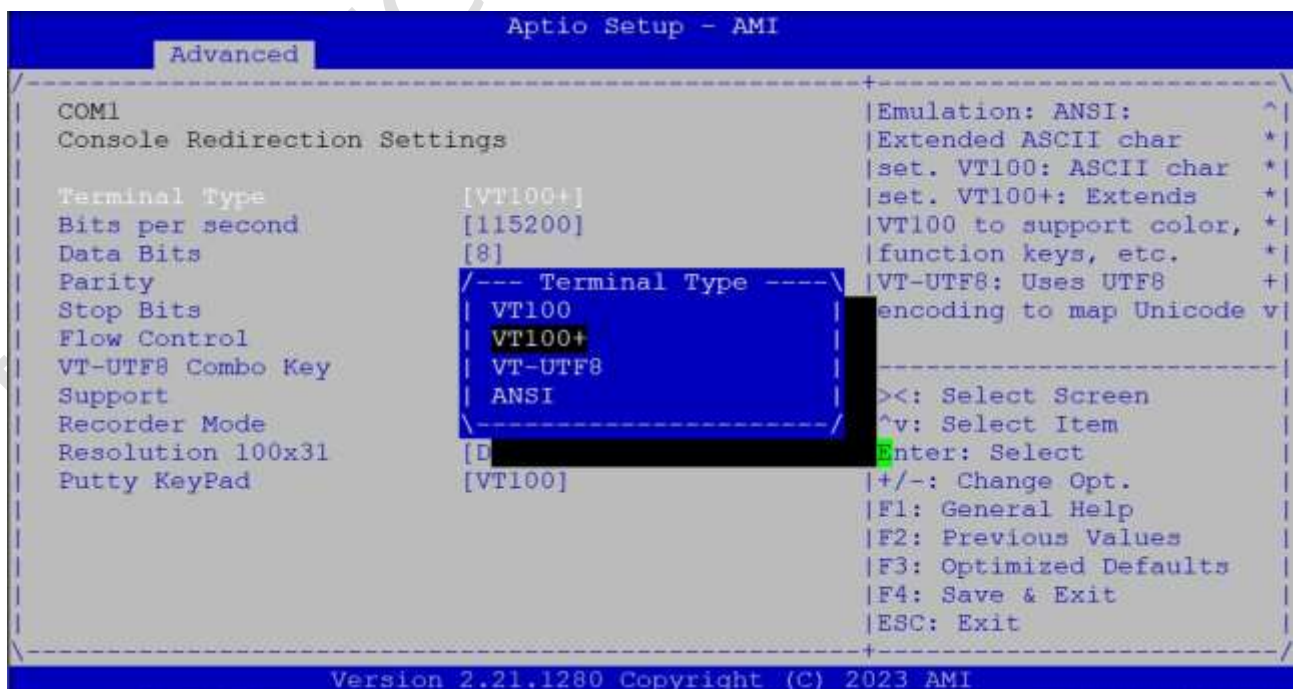 Aptio Setup - AMI
Advanced
COM1
Console Redirection Settings
Terminal Type [VT100+]
Bits per second [115200]
Data Bits [8]
Parity
Stop Bits
Flow Control
VT-UTF8 Combo Key
Support
Recorder Mode
Resolution 100x31 [D
Putty KeyPad [VT100]
--- Terminal Type ----
VT100
VT100+
VT-UTF8
ANSI
Emulation: ANSI: ^
Extended ASCII char *
set. VT100: ASCII char *
set. VT100+: Extends *
VT100 to support color, *
function keys, etc. *
VT-UTF8: Uses UTF8 +
encoding to map Unicode v
><: Select Screen
^v: Select Item
Enter: Select
+/-: Change Opt.
F1: General Help
F2: Previous Values
F3: Optimized Defaults
F4: Save & Exit
ESC: Exit
Version 2.21.1280 Copyright (C) 2023 AMI